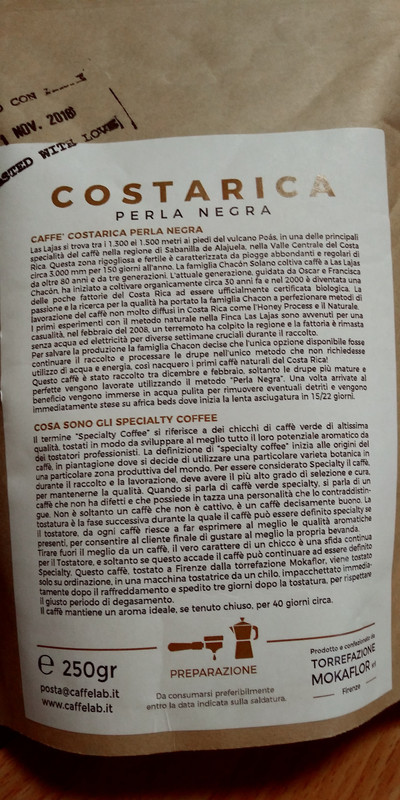 CON
NOV. 2018
ASTED WITH LOVE
COSTARICA
PERLA NEGRA
CAFFE' COSTARICA PERLA NEGRA
Las Lajas si trova tra i 1.300 ei 1.500 metri ai piedi del vulcano Poás, in una delle principali
specialità del caffè nella regione di Sabanilla de Alajuela, nella Valle Centrale del Costa
Rica. Questa zona rigogliosa e fertile è caratterizzata da piogge abbondanti e regolari di
circa 3.000 mm per 150 giorni all'anno. La famiglia Chacón Solano coltiva caffè a Las Lajas
da oltre 80 anni e da tre generazioni. L'attuale generazione, guidata da Oscar e Francisca
Chacón, ha iniziato a coltivare organicamente circa 30 anni fa e nel 2000 è diventata una
delle poche fattorie del Costa Rica ad essere ufficialmente certificata biologica. La
passione e la ricerca per la qualità ha portato la famiglia Chacon a perfezionare metodi di
lavorazione del caffè non molto diffusi in Costa Rica come l'Honey Process e il Naturale.
I primi esperimenti con il metodo naturale nella Finca Las Lajas sono avvenuti per una
casualità, nel febbraio del 2008, un terremoto ha colpito la regione e la fattoria è rimasta
senza acqua ed elettricità per diverse settimane cruciali durante il raccolto.
Per salvare la produzione la famiglia Chacon decise che l'unica opzione disponibile fosse
continuare il raccolto e processare le drupe nell'unico metodo che non richiedesse
utilizzo di acqua e energia, così nacquero i primi caffè naturali del Costa Rica!
Questo caffè è stato raccolto tra dicembre e febbraio, soltanto le drupe più mature e
perfette vengono lavorate utilizzando il metodo "Perla Negra". Una volta arrivate al
beneficio vengono immerse in acqua pulita per rimuovere eventuali detriti e vengono
immediatamente stese su africa beds dove inizia la lenta asciugatura in 15/22 giorni.
COSA SONO GLI SPECIALTY COFFEE
Il termine "Specialty Coffee" si riferisce a dei chicchi di caffè verde di altissima
qualità, tostati in modo da sviluppare al meglio tutto il loro potenziale aromatico da
dei tostatori professionisti. La definizione di "specialty coffee" inizia alle origini del
caffè, in piantagione dove si decide di utilizzare una particolare varieta botanica in
una particolare zona produttiva del mondo. Per essere considerato Specialty il caffè,
durante il raccolto e la lavorazione, deve avere il più alto grado di selezione e cura,
per mantenerne la qualità. Quando si parla di caffè verde specialty, si parla di un
caffè che non ha difetti e che possiede in tazza una personalità che lo contraddistin-
gue. Non è soltanto un caffè che non è cattivo, è un caffè decisamente buono. La
tostatura è la fase successiva durante la quale il caffè può essere definito specialty se
il tostatore, da ogni caffè riesce a far esprimere al meglio le qualità aromatiche
presenti, per consentire al cliente finale di gustare al meglio la propria bevanda.
Tirare fuori il meglio da un caffè, il vero carattere di un chicco è una sfida continua
per il Tostatore, e soltanto se questo accade il caffè può continuare ad essere definito
Specialty. Questo caffè, tostato a Firenze dalla torrefazione Mokaflor, viene tostato
solo su ordinazione, in una macchina tostatrice da un chilo, impacchettato immedia-
tamente dopo il raffreddamento e spedito tre giorni dopo la tostatura, per rispettare
il giusto periodo di degasamento.
Il caffè mantiene un aroma ideale, se tenuto chiuso, per 40 giorni circa.
℮ 250gr
posta@caffelab.it
www.caffelab.it
PREPARAZIONE
Da consumarsi preferibilmente
entro la data indicata sulla saldatura.
Prodotto e confezionato da
TORREFAZIONE
MOKAFLOR
Firenze